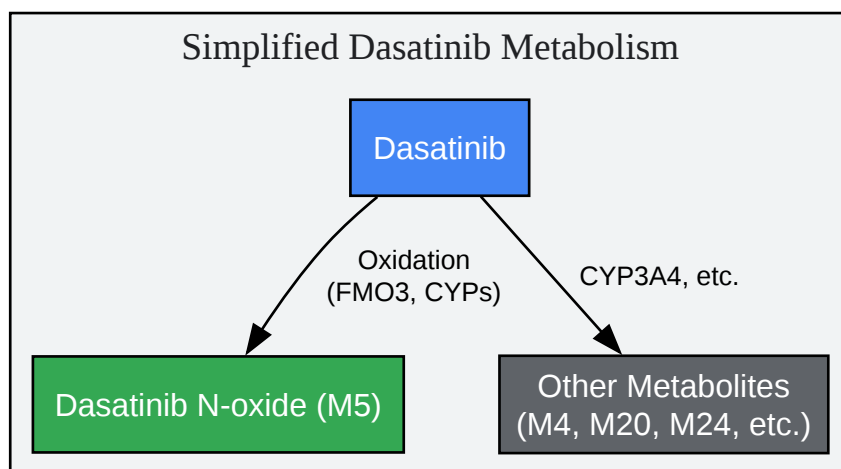 Simplified Dasatinib Metabolism
Dasatinib
Oxidation
(FMO3, CYPs)
CYP3A4, etc.
Dasatinib N-oxide (M5)
Other Metabolites
(M4, M20, M24, etc.)